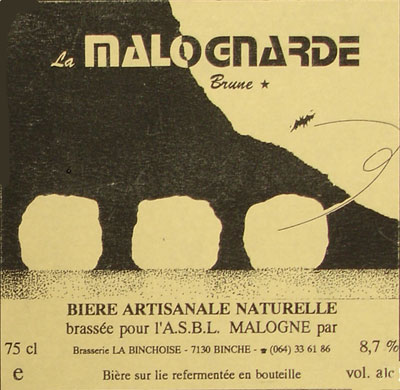 La MALOGNARDE
Brune ★
BIERE ARTISANALE NATURELLE
brassée pour l'A.S.B.L. MALOGNE par
75 cl Brasserie LA BINCHOISE - 7130 BINCHE - ☎ (064) 33 61 86 8,7 %
e Bière sur lie refermentée en bouteille vol. alc